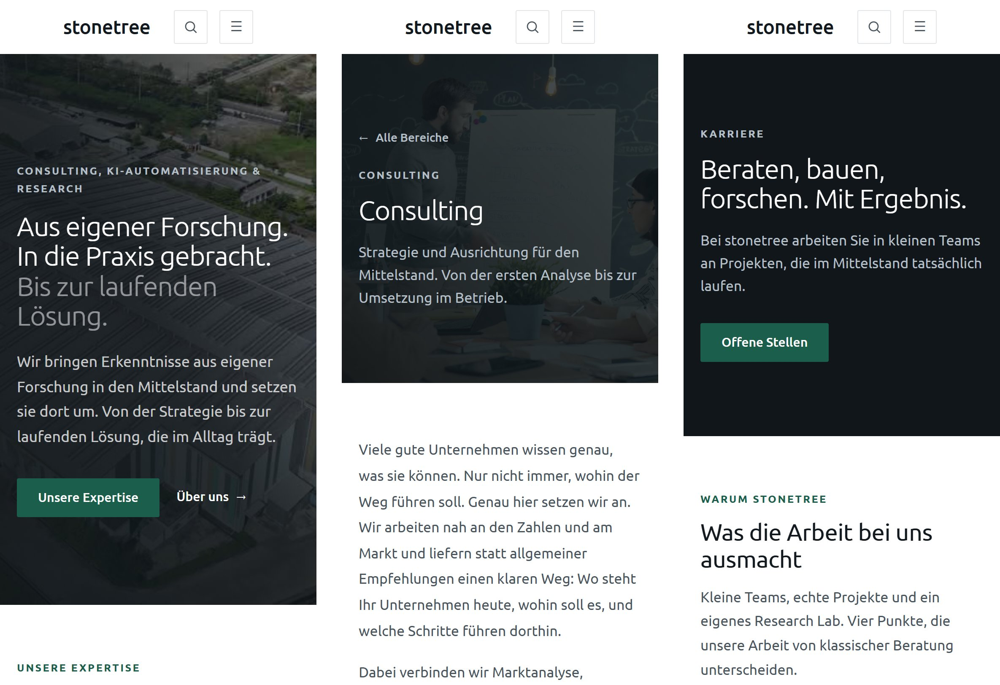 stonetree
CONSULTING, KI-AUTOMATISIERUNG &
RESEARCH
Aus eigener Forschung.
In die Praxis gebracht.
Bis zur laufenden
Lösung.
Wir bringen Erkenntnisse aus eigener
Forschung in den Mittelstand und setzen
sie dort um. Von der Strategie bis zur
laufenden Lösung, die im Alltag trägt.
Unsere Expertise
Über uns →
UNSERE EXPERTISE
stonetree
PLAN
STRATEGY
← Alle Bereiche
CONSULTING
Consulting
Strategie und Ausrichtung für den
Mittelstand. Von der ersten Analyse bis zur
Umsetzung im Betrieb.
Viele gute Unternehmen wissen genau,
was sie können. Nur nicht immer, wohin der
Weg führen soll. Genau hier setzen wir an.
Wir arbeiten nah an den Zahlen und am
Markt und liefern statt allgemeiner
Empfehlungen einen klaren Weg: Wo steht
Ihr Unternehmen heute, wohin soll es, und
welche Schritte führen dorthin.
Dabei verbinden wir Marktanalyse,
stonetree
KARRIERE
Beraten, bauen,
forschen. Mit Ergebnis.
Bei stonetree arbeiten Sie in kleinen Teams
an Projekten, die im Mittelstand tatsächlich
laufen.
Offene Stellen
WARUM STONETREE
Was die Arbeit bei uns
ausmacht
Kleine Teams, echte Projekte und ein
eigenes Research Lab. Vier Punkte, die
unsere Arbeit von klassischer Beratung
unterscheiden.